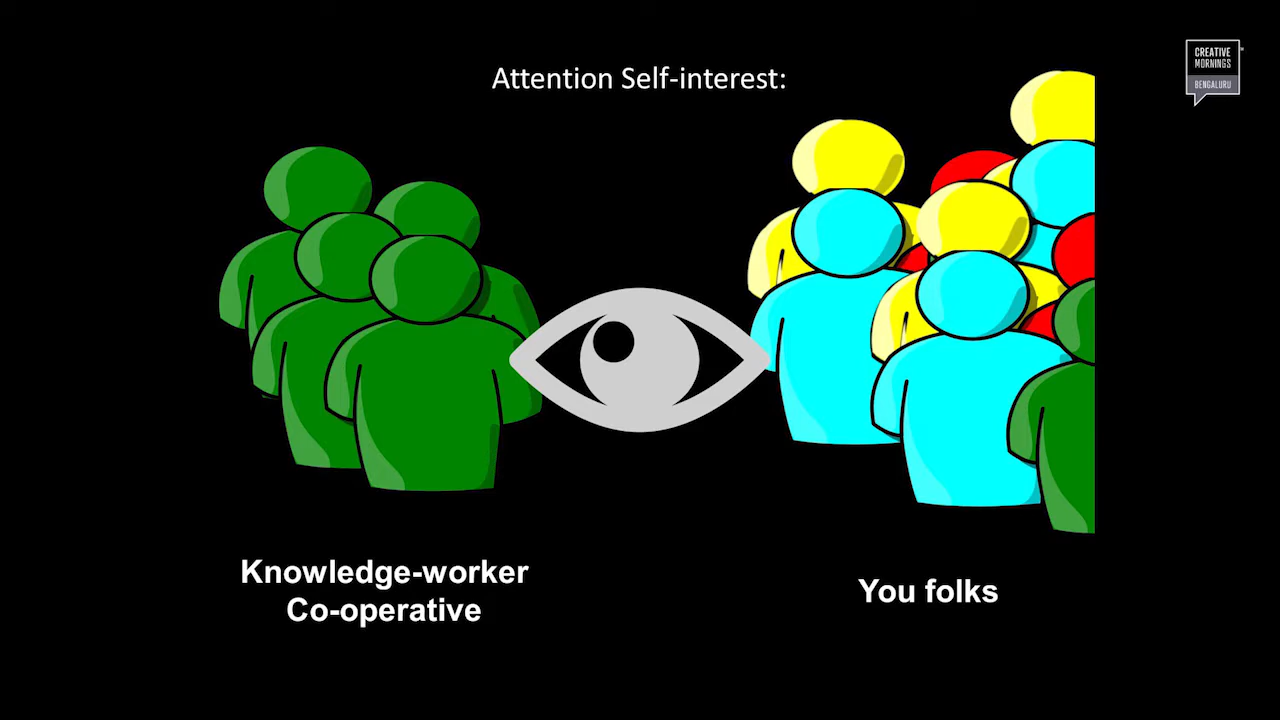 Attention Self-interest:
CREATIVE
MORNINGS
BENGALURU
Knowledge-worker
Co-operative
You folks